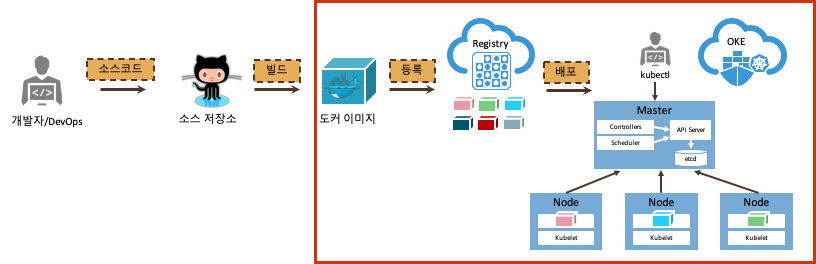 소스코드
빌드
등록
배포
개발자/DevOps
소스 저장소
도커 이미지
Registry
kubectl
OKE
Master
Controllers
Scheduler
API Server
etcd
Node
Kubelet
Node
Kubelet
Node
Kubelet